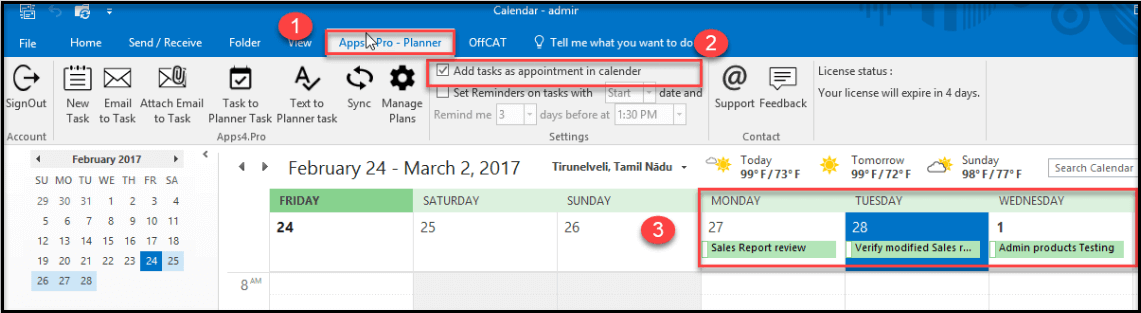 Calendar - admir
1
2
File Home Send / Receive Folder View Apps Pro - Planner OffCAT Tell me what you want to do
SignOut
Account
New Task
Email to Task
Attach Email to Task
Task to Planner Task
Text to Planner task
Sync
Manage Plans
Apps4.Pro
Add tasks as appointment in calender
Set Reminders on tasks with Start date and
Remind me 3 days before at 1:30 PM
Settings
@
Support
Feedback
Contact
License status :
Your license will expire in 4 days.
February 2017
SU MO TU WE TH FR SA
29 30 31 1 2 3 4
5 6 7 8 9 10 11
12 13 14 15 16 17 18
19 20 21 22 23 24 25
26 27 28
February 24 - March 2, 2017
Tirunelveli, Tamil Nādu
Today
99° F / 73° F
Tomorrow
99° F / 72° F
Sunday
98° F / 77° F
Search Calendar
FRIDAY SATURDAY SUNDAY MONDAY TUESDAY WEDNESDAY
24 25 26 3 27 28 1
Sales Report review
Verify modified Sales r...
Admin products Testing
8 AM